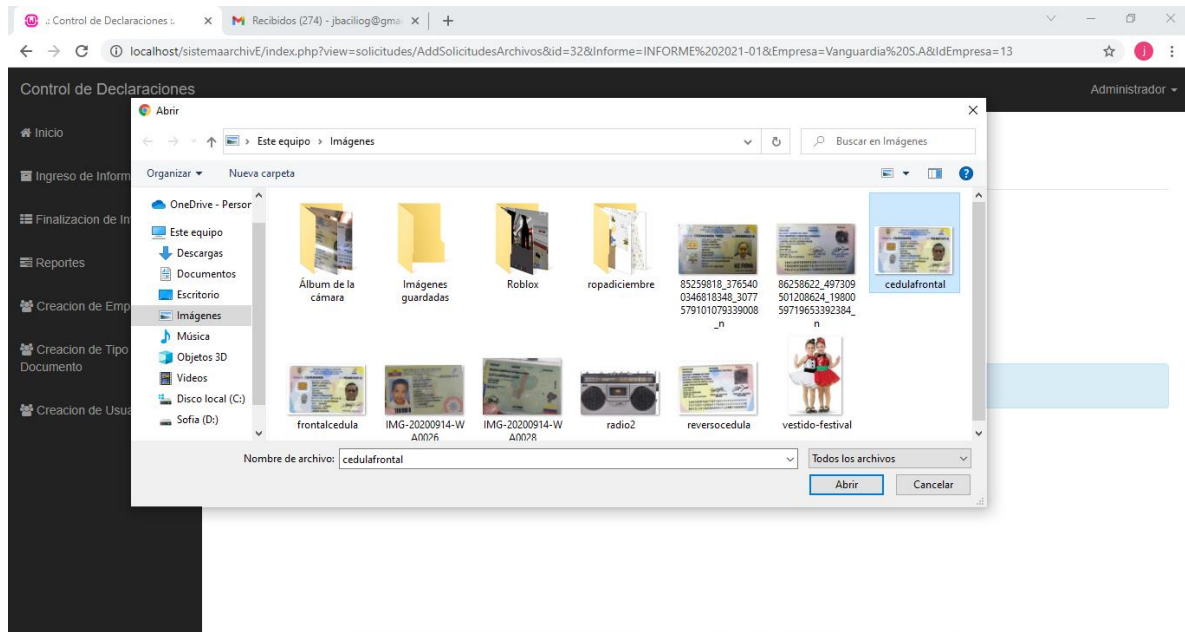 .: Control de Declaraciones :.
Recibidos (274) - jbaciliog@gma
localhost/sistemaarchivE/index.php?view=solicitudes/AddSolicitudesArchivos&id=32&Informe=INFORME%202021-01&Empresa=Vanguardia%20S.A&IdEmpresa=13
Control de Declaraciones
Administrador
Inicio
Ingreso de Inform
Finalizacion de In
Reportes
Creacion de Emp
Creacion de Tipo
Documento
Creacion de Usua
Abrir
Este equipo > Imágenes
Buscar en Imágenes
Organizar
Nueva carpeta
OneDrive - Person
Este equipo
Descargas
Documentos
Escritorio
Imágenes
Música
Objetos 3D
Videos
Disco local (C:)
Sofia (D:)
Álbum de la
cámara
Imágenes
guardadas
Roblox
ropadiciembre
85259818_376540
0346818348_3077
579101079339008
_n
86258622_497309
501208624_19800
59719653392384_
n
cedulafrontal
frontalcedula
IMG-20200914-W
A0026
IMG-20200914-W
A0028
radio2
reversocedula
vestido-festival
Nombre de archivo:
cedulafrontal
Todos los archivos
Abrir
Cancelar